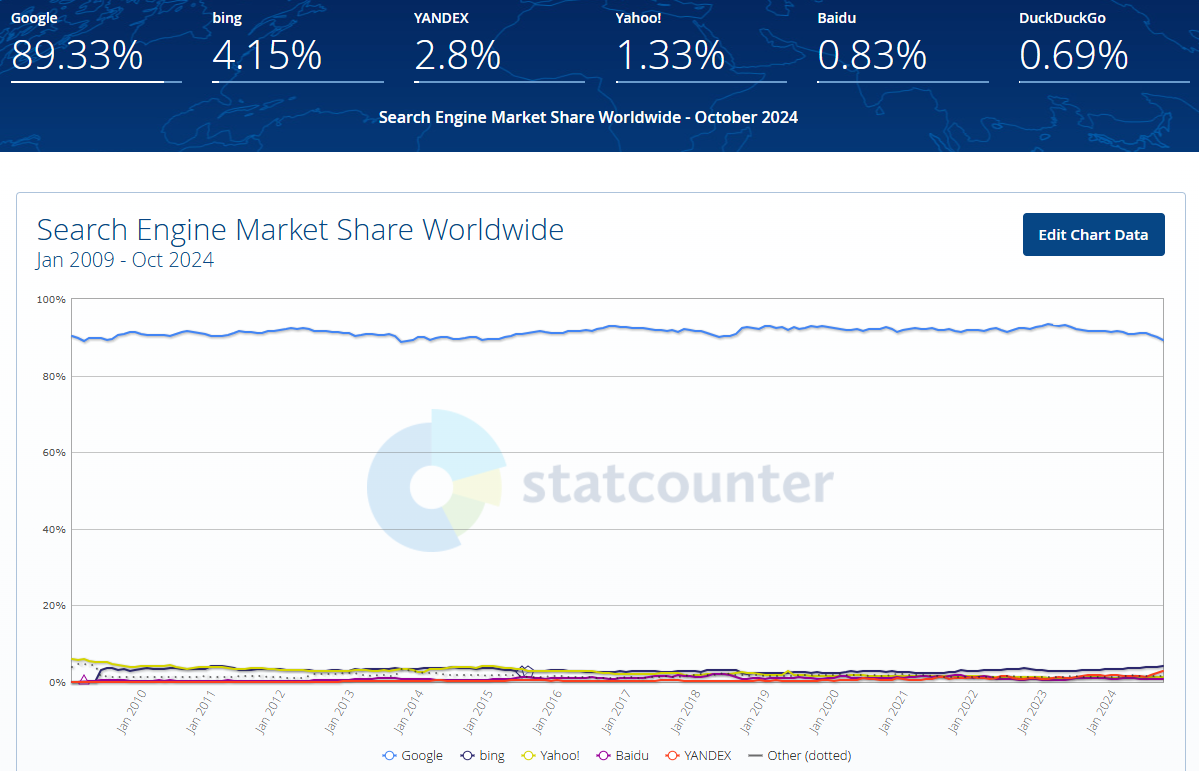 Google bing YANDEX Yahoo! Baidu DuckDuckGo
89.33% 4.15% 2.8% 1.33% 0.83% 0.69%
Search Engine Market Share Worldwide - October 2024
Search Engine Market Share Worldwide
Jan 2009 - Oct 2024
Edit Chart Data
100%
80%
60%
40%
20%
0%
statcounter
Jan 2011 Jan 2012 Jan 2013 Jan 2014 Jan 2015 Jan 2016 Jan 2017 Jan 2018 Jan 2019 Jan 2020 Jan 2021 Jan 2022 Jan 2023 Jan 2024
Google bing Yahoo! Baidu YANDEX Other (dotted)